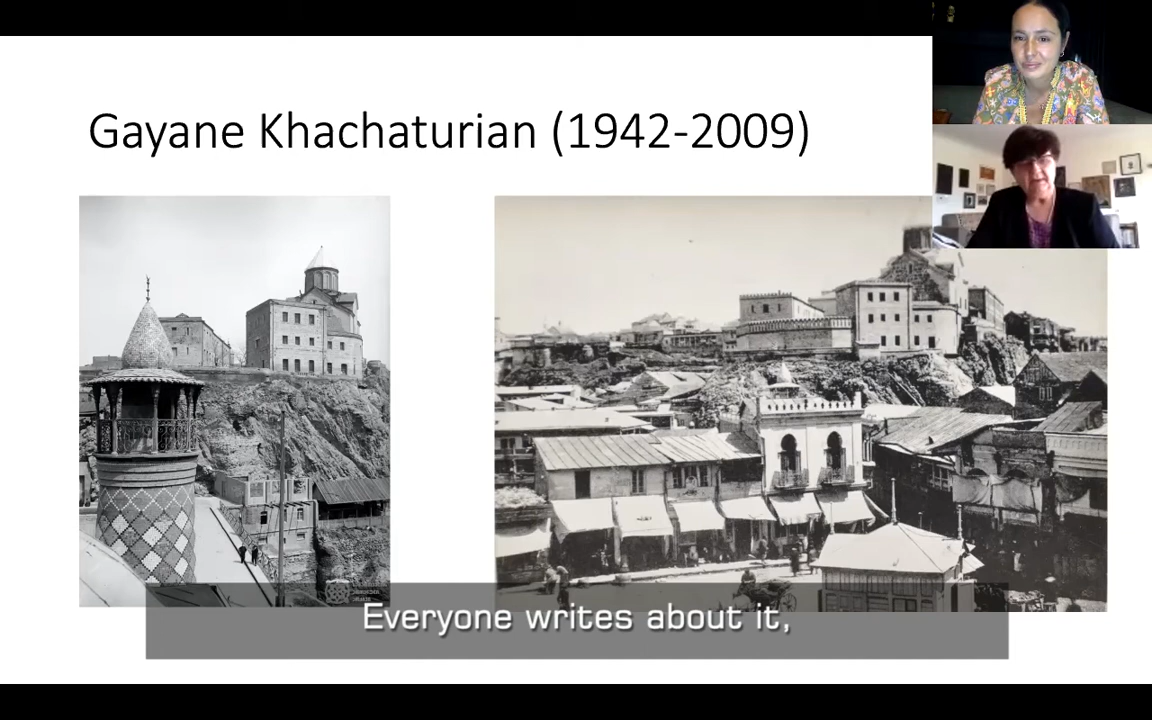 Gayane Khachaturian (1942-2009)
Everyone writes about it,